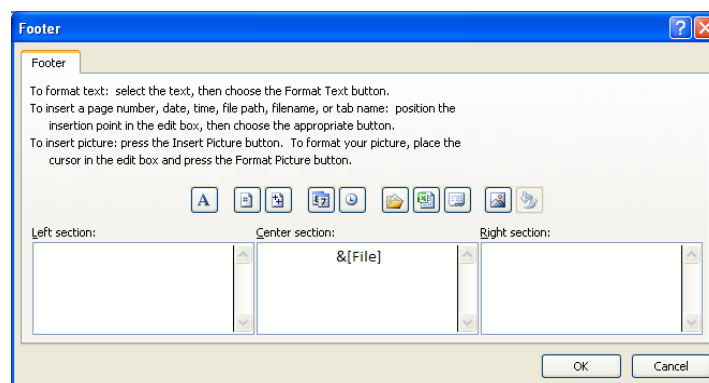 Footer
Footer
To format text: select the text, then choose the Format Text button.
To insert a page number, date, time, file path, filename, or tab name: position the
insertion point in the edit box, then choose the appropriate button.
To insert picture: press the Insert Picture button. To format your picture, place the
cursor in the edit box and press the Format Picture button.
A
Left section:
Center section:
Right section:
&[File]
OK
Cancel